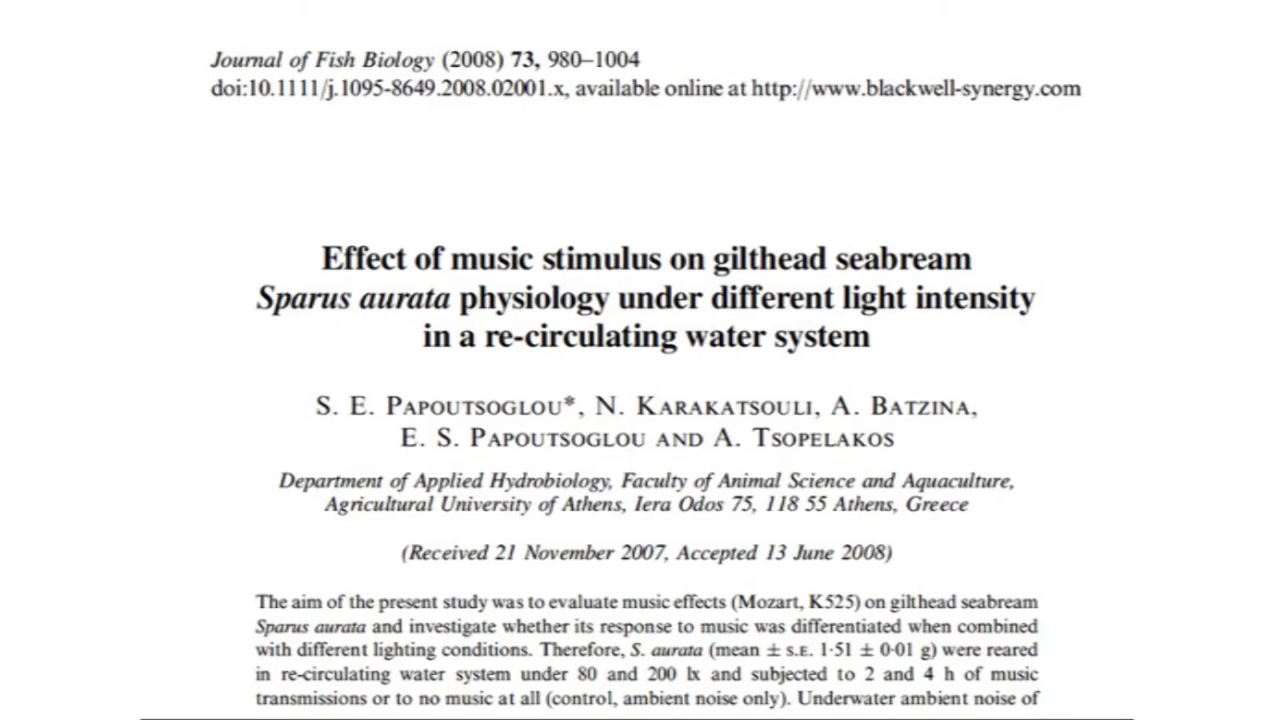 Journal of Fish Biology (2008) 73, 980–1004
doi:10.1111/j.1095-8649.2008.02001.x, available online at http://www.blackwell-synergy.com
Effect of music stimulus on gilthead seabream
Sparus aurata physiology under different light intensity
in a re-circulating water system
S. E. PAPOUTSOGLOU*, N. KARAKATSOULI, A. BATZINA,
E. S. PAPOUTSOGLOU AND A. TSOPELAKOS
Department of Applied Hydrobiology, Faculty of Animal Science and Aquaculture,
Agricultural University of Athens, Iera Odos 75, 118 55 Athens, Greece
(Received 21 November 2007, Accepted 13 June 2008)
The aim of the present study was to evaluate music effects (Mozart, K525) on gilthead seabream
Sparus aurata and investigate whether its response to music was differentiated when combined
with different lighting conditions. Therefore, S. aurata (mean ± S.E. 1·51 ± 0·01 g) were reared
in re-circulating water system under 80 and 200 lx and subjected to 2 and 4 h of music
transmissions or to no music at all (control, ambient noise only). Underwater ambient noise of